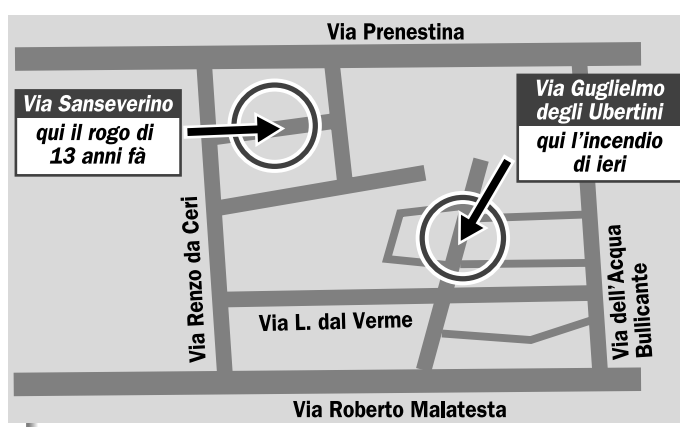 Via Prenestina
Via Sanseverino
qui il rogo di
13 anni fà
Via Guglielmo
degli Ubertini
qui l'incendio
di ieri
Via Renzo da Ceri
Via L. dal Verme
Via dell'Acqua
Bullicante
Via Roberto Malatesta